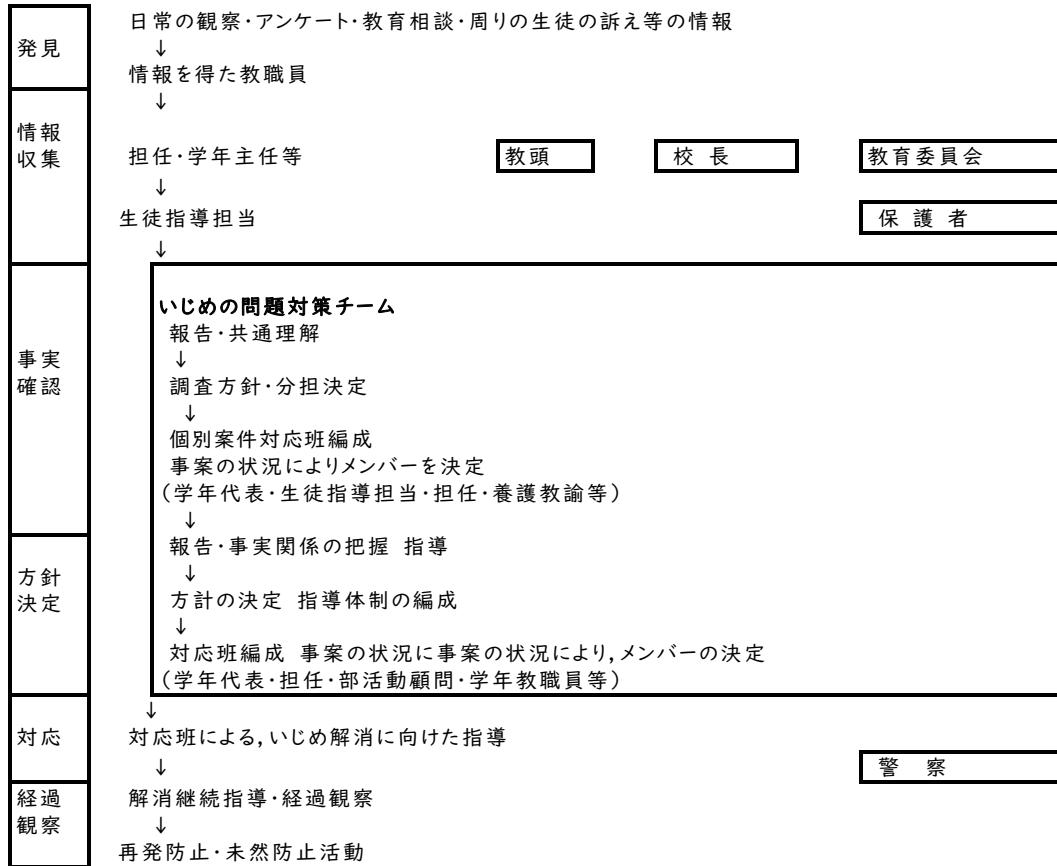 日常の観察・アンケート・教育相談・周りの生徒の訴え等の情報
発見
↓
情報を得た教職員
↓
情報
収集
担任・学年主任等 教頭 校長 教育委員会
↓
生徒指導担当 保護者
↓
いじめの問題対策チーム
報告・共通理解
事実
確認
↓
調査方針・分担決定
↓
個別案件対応班編成
事案の状況によりメンバーを決定
(学年代表・生徒指導担当・担任・養護教諭等)
↓
報告・事実関係の把握 指導
方針
決定
↓
方計の決定 指導体制の編成
↓
対応班編成 事案の状況に事案の状況により,メンバーの決定
(学年代表・担任・部活動顧問・学年教職員等)
↓
対応 対応班による,いじめ解消に向けた指導
↓
警察
経過
観察
解消継続指導・経過観察
↓
再発防止・未然防止活動